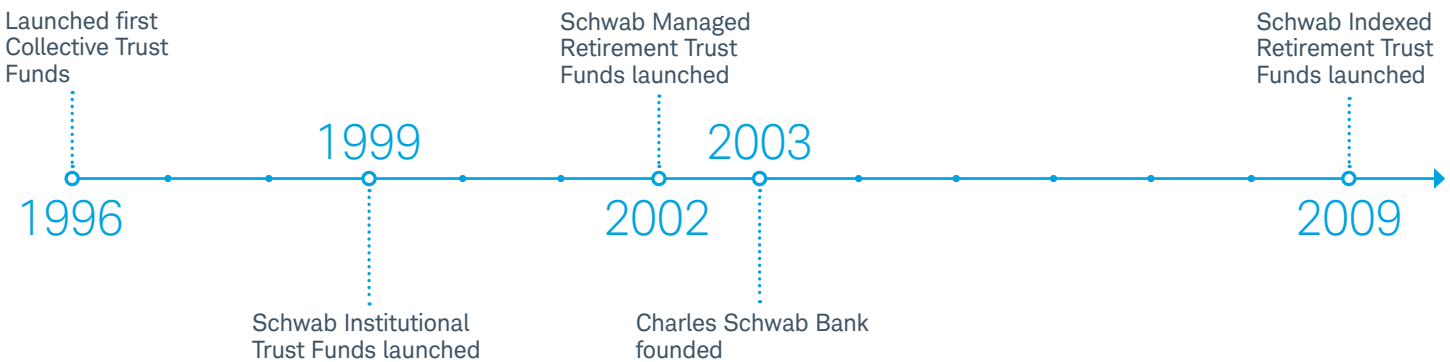 Launched first
Collective Trust
Funds
1996
1999
Schwab Institutional
Trust Funds launched
Schwab Managed
Retirement Trust
Funds launched
2002
2003
Charles Schwab Bank
founded
Schwab Indexed
Retirement Trust
Funds launched
2009